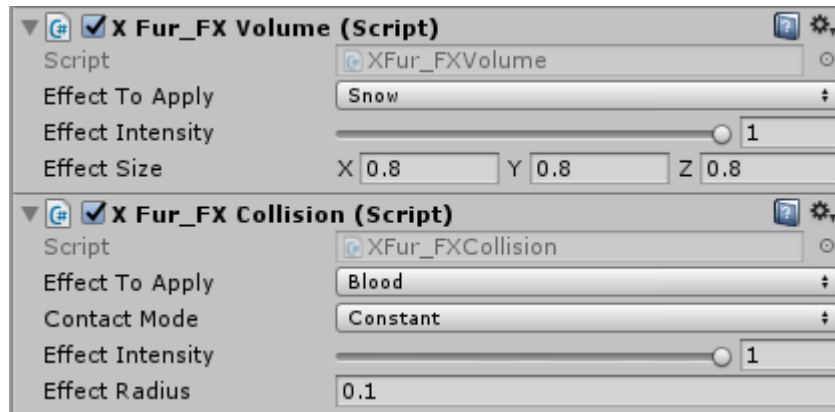 X Fur_FX Volume (Script)
Script XFur_FXVolume
Effect To Apply Snow
Effect Intensity 1
Effect Size X 0.8 Y 0.8 Z 0.8
X Fur_FX Collision (Script)
Script XFur_FXCollision
Effect To Apply Blood
Contact Mode Constant
Effect Intensity 1
Effect Radius 0.1